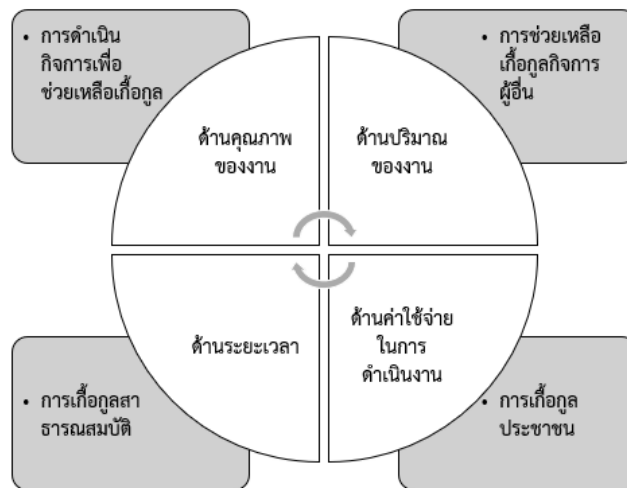 • การดำเนิน
กิจการเพื่อ
ช่วยเหลือเกื้อกูล
• การช่วยเหลือ
เกื้อกูลกิจการ
ผู้อื่น
ด้านคุณภาพ
ของงาน
ด้านปริมาณ
ของงาน
ด้านระยะเวลา
ด้านค่าใช้จ่าย
ในการ
ดำเนินงาน
• การเกื้อกูลสา
ธารณสมบัติ
• การเกื้อกูล
ประชาชน